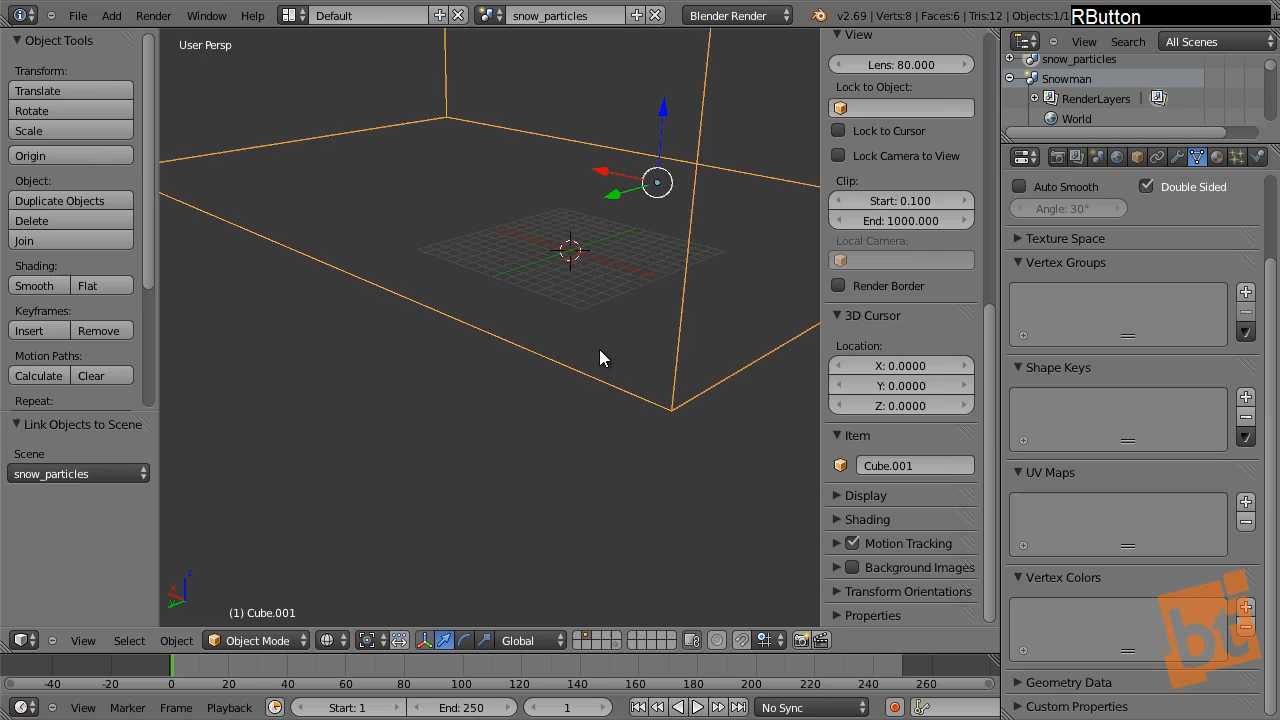 File
Add
Render
Window
Help
Default
snow_particles
Blender Render
v2.69 | Verts:8 | Faces:6 | Tris:12 | Objects:1/1
RButton
Object Tools
Transform:
Translate
Rotate
Scale
Origin
Object:
Duplicate Objects
Delete
Join
Shading:
Smooth
Flat
Keyframes:
Insert
Remove
Motion Paths:
Calculate
Clear
Repeat:
Link Objects to Scene
Scene
snow_particles
User Persp
z
x
y
(1) Cube.001
View
Lens: 80.000
Lock to Object:
Lock to Cursor
Lock Camera to View
Clip:
Start: 0.100
End: 1000.000
Local Camera:
Render Border
3D Cursor
Location:
X: 0.0000
Y: 0.0000
Z: 0.0000
Item
Cube.001
Display
Shading
Motion Tracking
Background Images
Transform Orientations
Properties
View
Search
All Scenes
snow_particles
Snowman
RenderLayers
World
Auto Smooth
Double Sided
Angle: 30°
Texture Space
Vertex Groups
Shape Keys
UV Maps
Vertex Colors
Geometry Data
Custom Properties
bt
View
Select
Object
Object Mode
Global
-40
-20
0
20
40
60
80
100
120
140
160
180
200
220
240
260
View
Marker
Frame
Playback
Start: 1
End: 250
1
No Sync